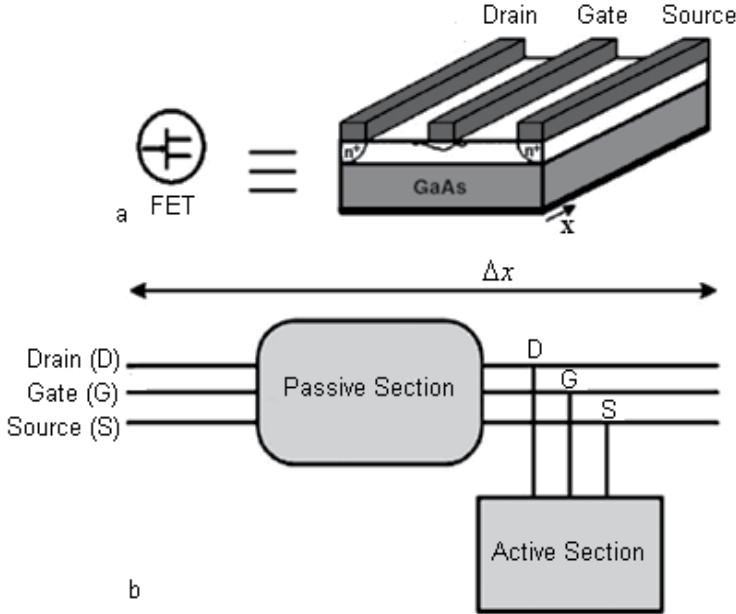 Drain Gate Source
n⁺ n⁺
GaAs
FET
a
x
Δx
Drain (D)
Gate (G)
Source (S)
Passive Section
D
G
S
Active Section
b